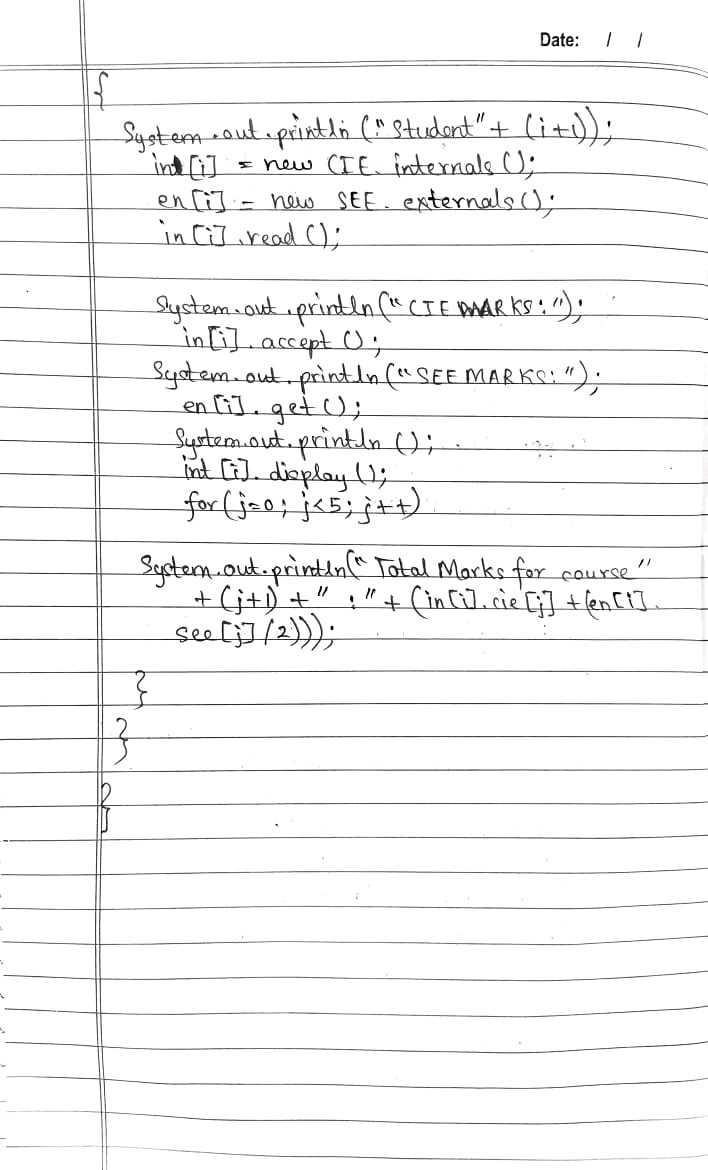 Date: / /
{
System.out.println ("Student" + (i+1));
in [i] = new CIE.internals ();
en [i] = new SEE.externals ();
in [i].read ();
System.out.println (" CIE MARKS: ");
in [i].accept ();
System.out.println ("SEE MARKS: ");
en [i].get ();
System.out.println ();
int [i].display ();
for (j=0; j<5; j++)
System.out.println (" Total Marks for course "
+ (j+1) + " : " + (in[i].cie [j] + (en[i].
see [j] /2)));
}
}
}